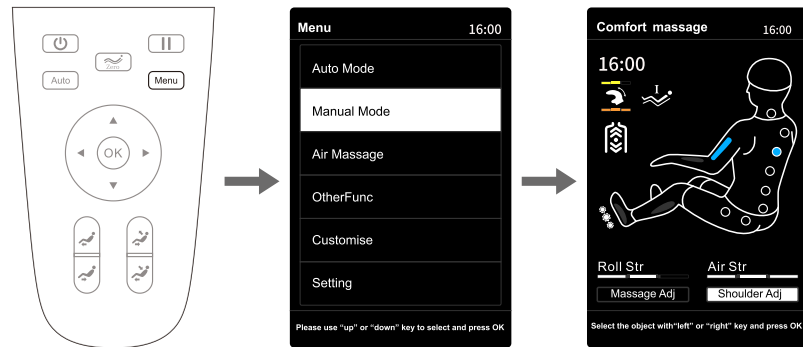 Zero
Auto
Menu
OK
Menu 16:00
Auto Mode
Manual Mode
Air Massage
OtherFunc
Customise
Setting
Please use “up” or “down” key to select and press OK
Comfort massage 16:00
16:00
I
Roll Str Air Str
Massage Adj Shoulder Adj
Select the object with“left” or “right” key and press OK